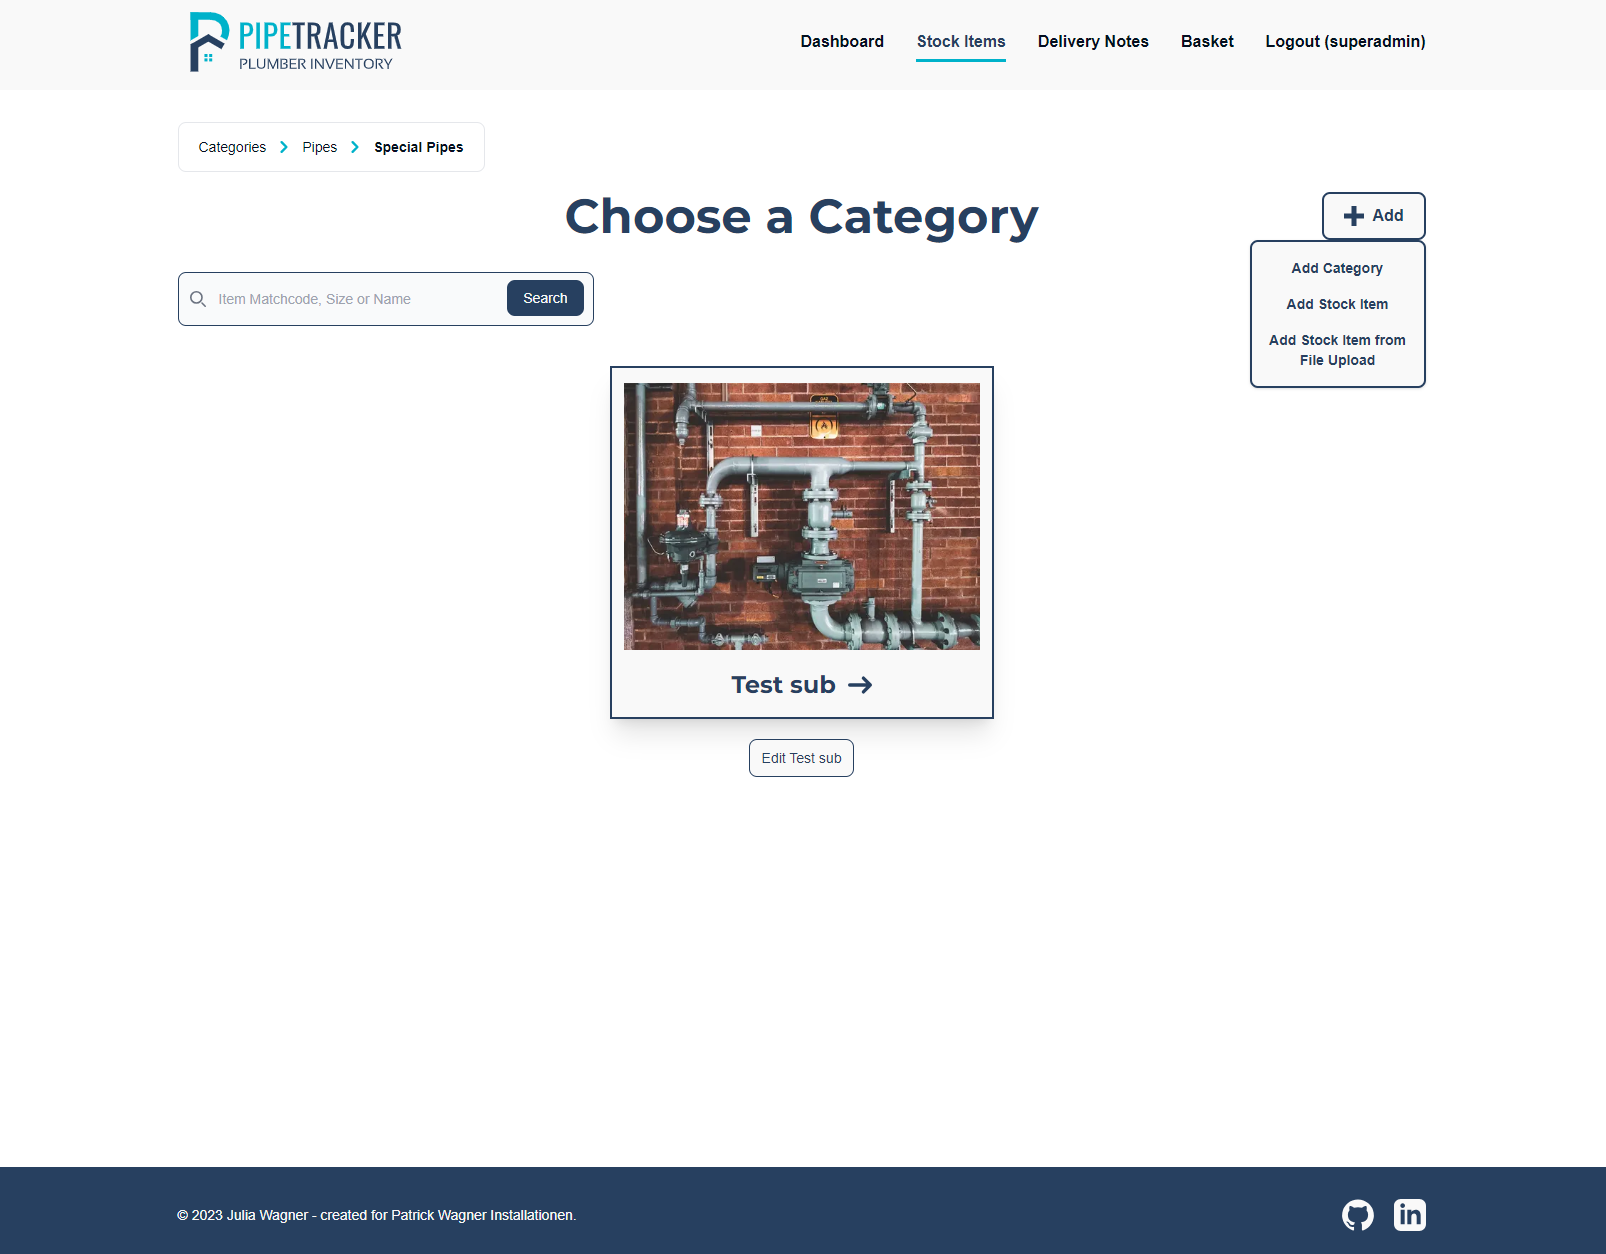 PIPETRACKER
PLUMBER INVENTORY
Dashboard
Stock Items
Delivery Notes
Basket
Logout (superadmin)
Categories
Pipes
Special Pipes
Choose a Category
Add
Add Category
Add Stock Item
Add Stock Item from
File Upload
Item Matchcode, Size or Name
Search
Test sub
Edit Test sub
© 2023 Julia Wagner - created for Patrick Wagner Installationen.